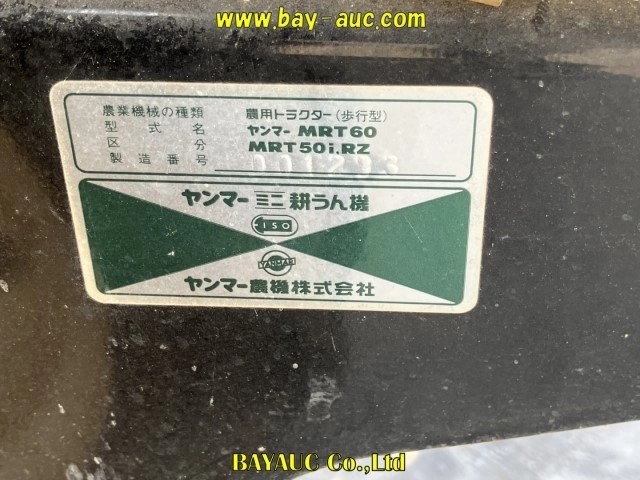 www.bay-auc.com
農業機械の種類 農用トラクター(歩行型)
型式名 ヤンマー MRT60
区分 MRT50i.RZ
製造番号 001293
ヤンマー ミニ 耕うん機
ISO
YANMAR
ヤンマー農機株式会社
BAYAUC Co.,Ltd